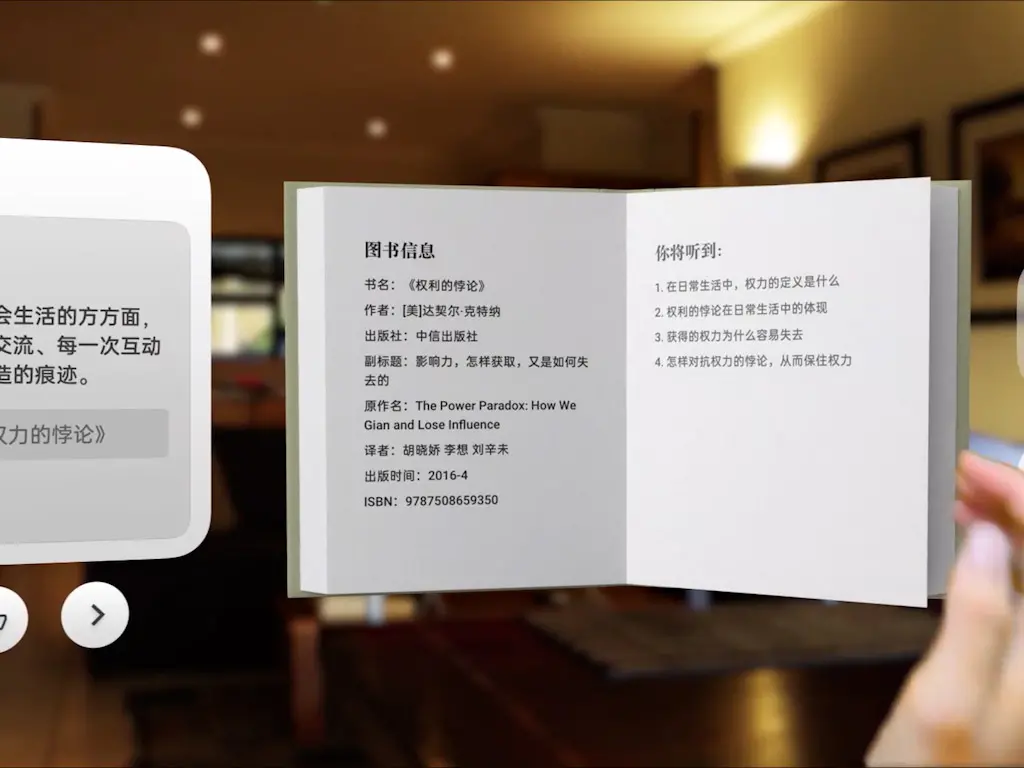 会生活的方方面，
交流、每一次互动
造的痕迹。
权力的悖论》
图书信息
书名：《权利的悖论》
作者：[美]达契尔·克特纳
出版社：中信出版社
副标题：影响力，怎样获取，又是如何失
去的
原作名：The Power Paradox: How We
Gian and Lose Influence
译者：胡晓娇 李想 刘辛未
出版时间：2016-4
ISBN：9787508659350
你将听到：
1. 在日常生活中，权力的定义是什么
2. 权利的悖论在日常生活中的体现
3. 获得的权力为什么容易失去
4. 怎样对抗权力的悖论，从而保住权力